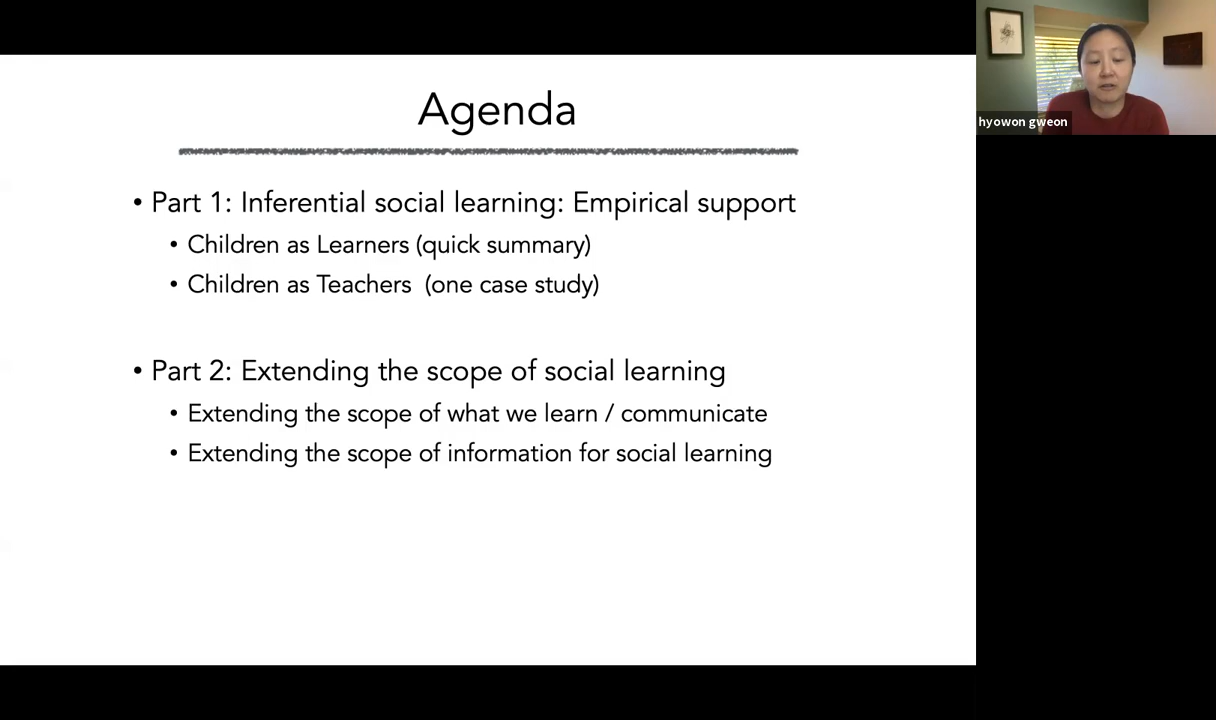 Agenda
hyowon gweon
• Part 1: Inferential social learning: Empirical support
• Children as Learners (quick summary)
• Children as Teachers (one case study)
• Part 2: Extending the scope of social learning
• Extending the scope of what we learn / communicate
• Extending the scope of information for social learning